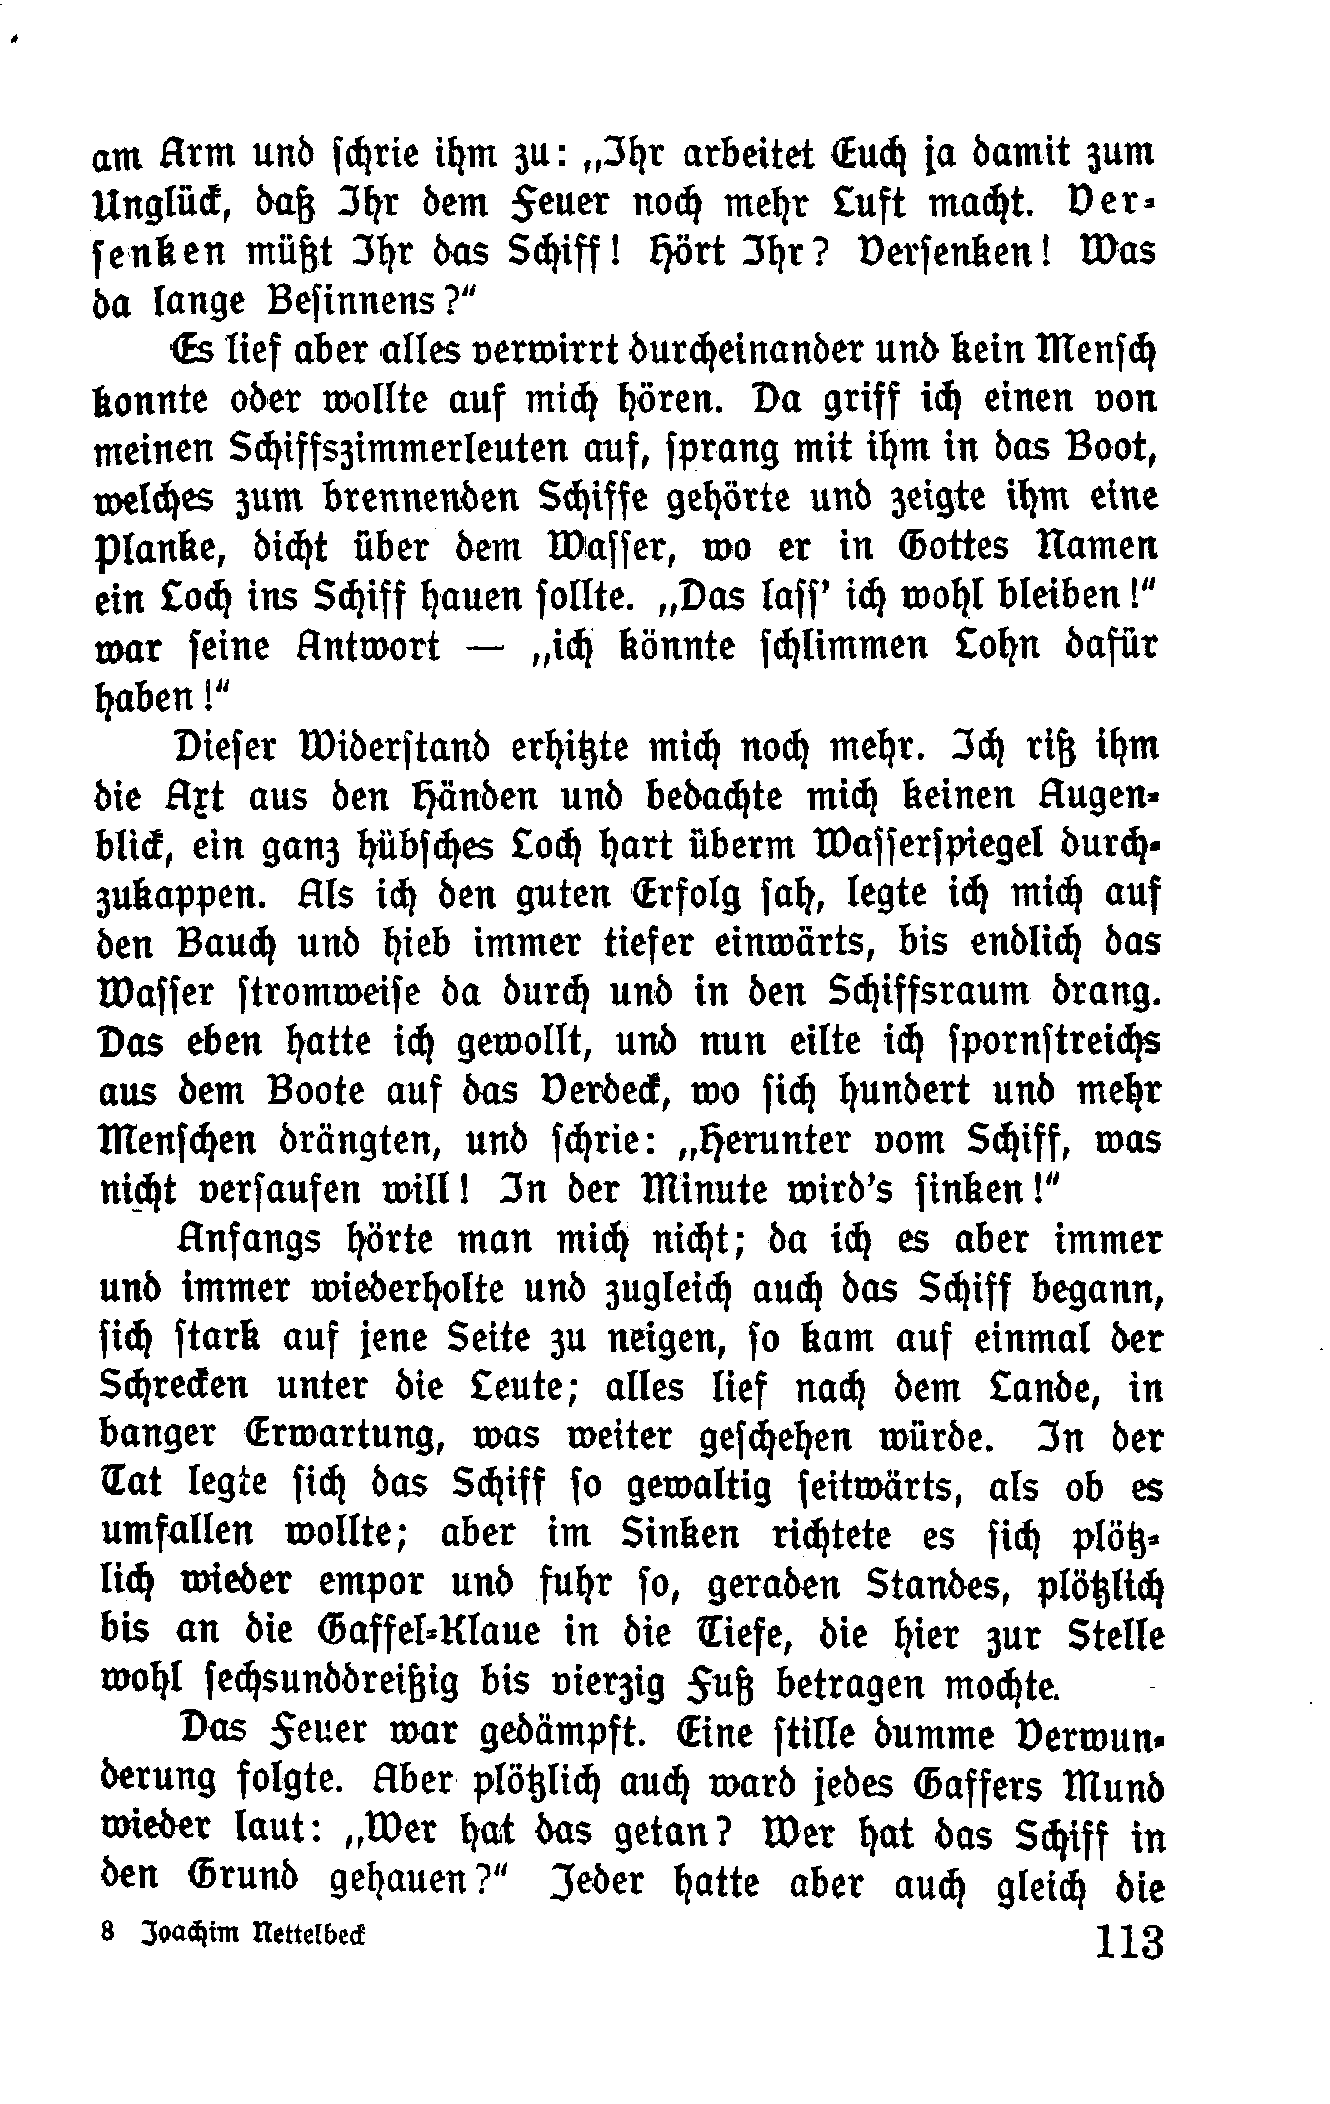 am Arm und schrie ihm zu: „Ihr arbeitet Euch ja damit zum
Unglück, daß Ihr dem Feuer noch mehr Luft macht. Ver-
senken müßt Ihr das Schiff! Hört Ihr? Versenken! Was
da lange Besinnens?“
Es lief aber alles verwirrt durcheinander und kein Mensch
konnte oder wollte auf mich hören. Da griff ich einen von
meinen Schiffszimmerleuten auf, sprang mit ihm in das Boot,
welches zum brennenden Schiffe gehörte und zeigte ihm eine
Planke, dicht über dem Wasser, wo er in Gottes Namen
ein Loch ins Schiff hauen sollte. „Das lass’ ich wohl bleiben!“
war seine Antwort — „ich könnte schlimmen Lohn dafür
haben!“
Dieser Widerstand erhitzte mich noch mehr. Ich riß ihm
die Axt aus den Händen und bedachte mich keinen Augen-
blick, ein ganz hübsches Loch hart überm Wasserspiegel durch-
zukappen. Als ich den guten Erfolg sah, legte ich mich auf
den Bauch und hieb immer tiefer einwärts, bis endlich das
Wasser stromweise da durch und in den Schiffsraum drang.
Das eben hatte ich gewollt, und nun eilte ich spornstreichs
aus dem Boote auf das Verdeck, wo sich hundert und mehr
Menschen drängten, und schrie: „Herunter vom Schiff, was
nicht versaufen will! In der Minute wird’s sinken!“
Anfangs hörte man mich nicht; da ich es aber immer
und immer wiederholte und zugleich auch das Schiff begann,
sich stark auf jene Seite zu neigen, so kam auf einmal der
Schrecken unter die Leute; alles lief nach dem Lande, in
banger Erwartung, was weiter geschehen würde. In der
Tat legte sich das Schiff so gewaltig seitwärts, als ob es
umfallen wollte; aber im Sinken richtete es sich plötz-
lich wieder empor und fuhr so, geraden Standes, plötzlich
bis an die Gaffel-Klaue in die Tiefe, die hier zur Stelle
wohl sechsunddreißig bis vierzig Fuß betragen mochte.
Das Feuer war gedämpft. Eine stille dumme Verwun-
derung folgte. Aber plötzlich auch ward jedes Gaffers Mund
wieder laut: „Wer hat das getan? Wer hat das Schiff in
den Grund gehauen?“ Jeder hatte aber auch gleich die
8 Joachim Nettelbeck
113